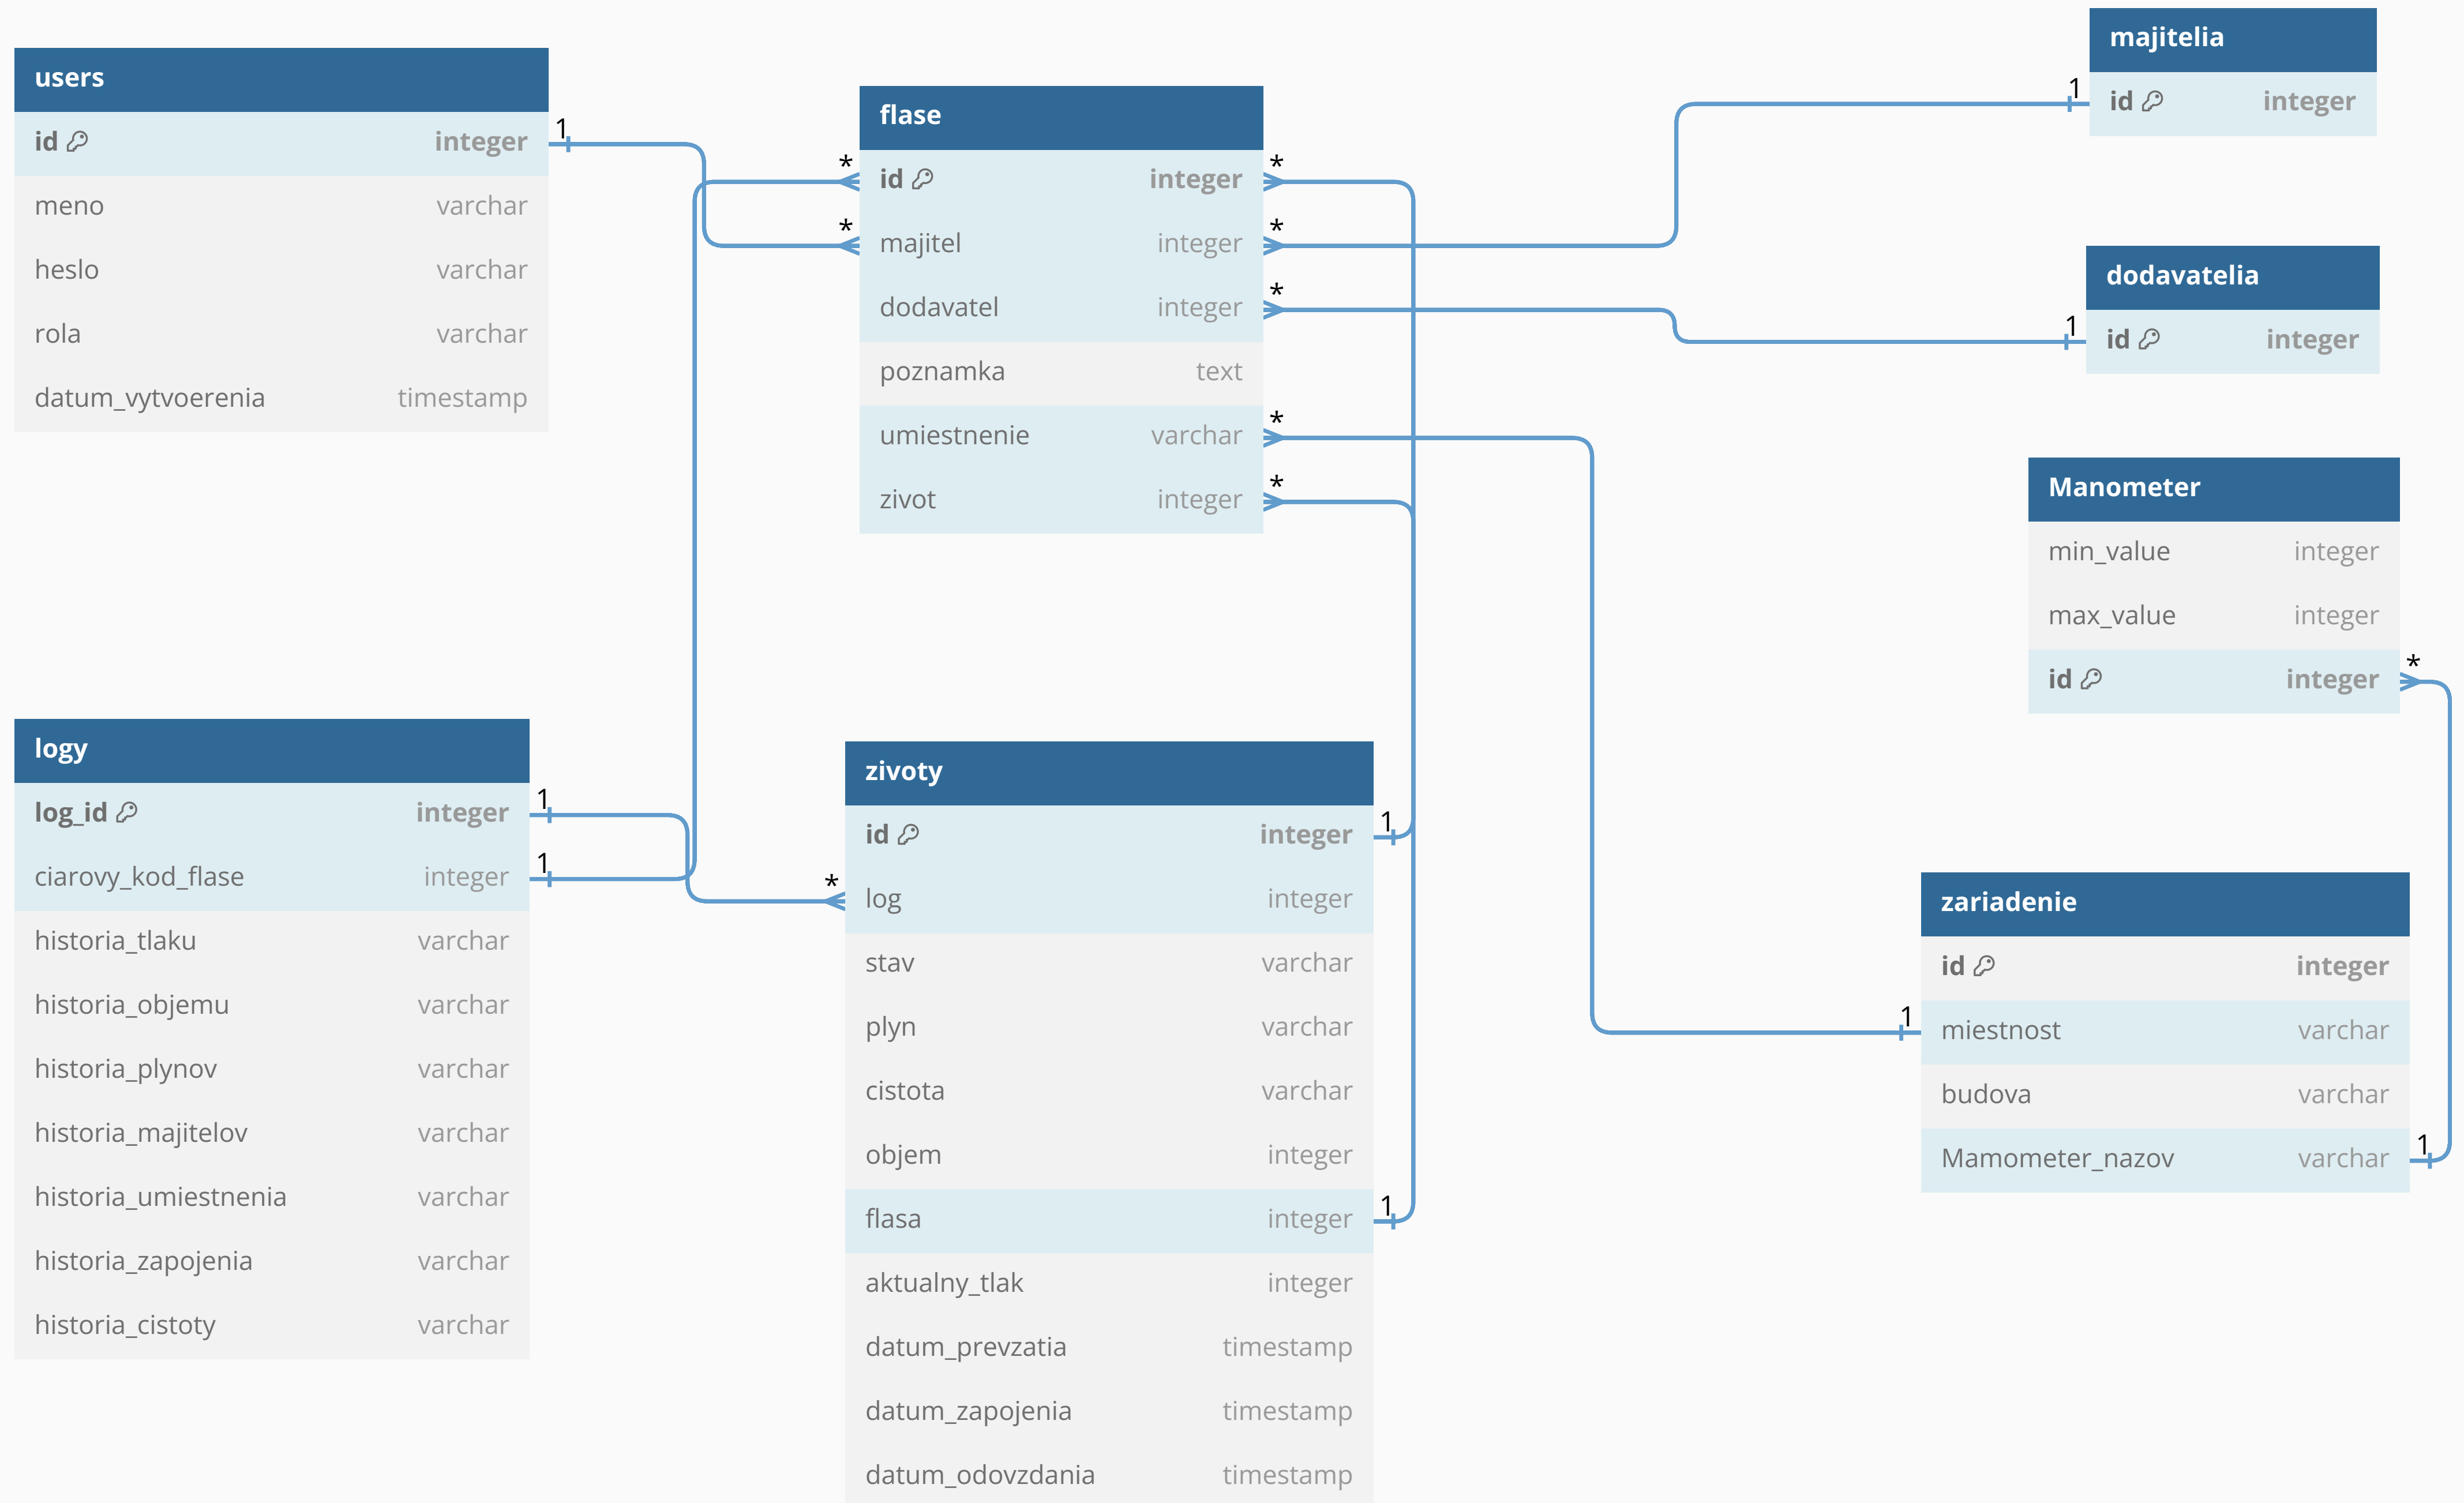 users
id integer
meno varchar
heslo varchar
rola varchar
datum_vytvoerenia timestamp
1
flase
* id integer *
* majitel integer *
dodavatel integer *
poznamka text
umiestnenie varchar *
zivot integer *
majitelia
1 id integer
dodavatelia
1 id integer
Manometer
min_value integer
max_value integer
id integer *
logy
log_id integer 1
ciarovy_kod_flase integer 1
historia_tlaku varchar
historia_objemu varchar
historia_plynov varchar
historia_majitelov varchar
historia_umiestnenia varchar
historia_zapojenia varchar
historia_cistoty varchar
zivoty
id integer 1
* log integer
stav varchar
plyn varchar
cistota varchar
objem integer
flasa integer 1
aktualny_tlak integer
datum_prevzatia timestamp
datum_zapojenia timestamp
datum_odovzdania timestamp
zariadenie
id integer
1 miestnost varchar
budova varchar
Mamometer_nazov varchar 1